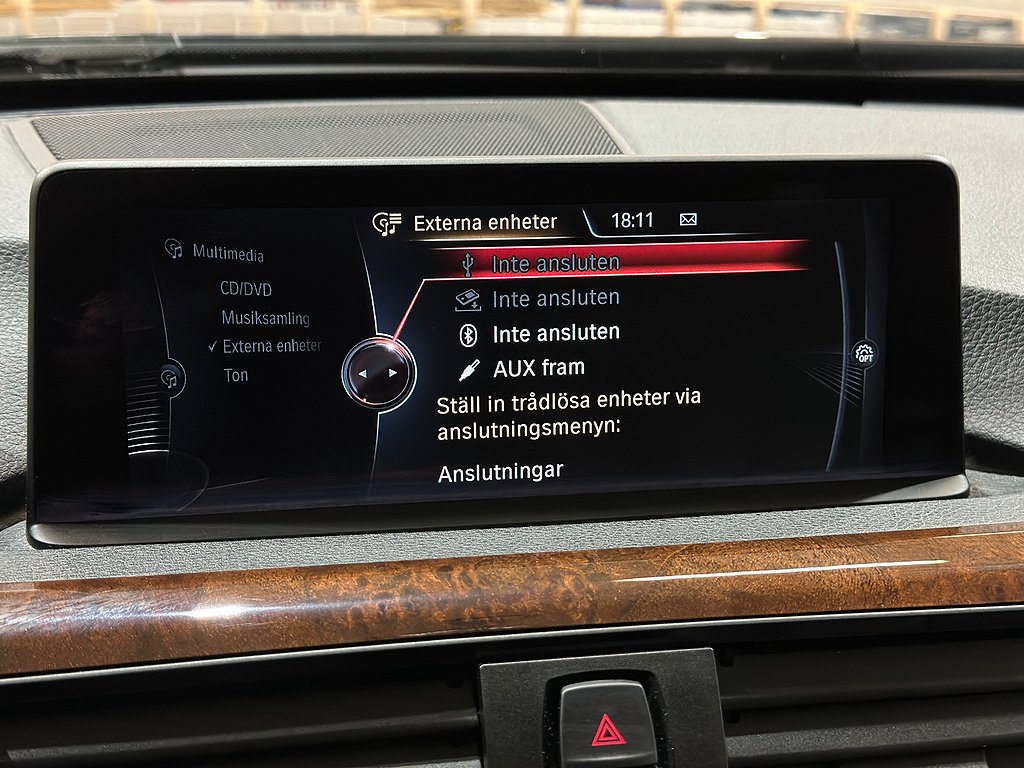 Externa enheter
18:11
Multimedia
CD/DVD
Musiksamling
Externa enheter
Ton
Inte ansluten
Inte ansluten
Inte ansluten
AUX fram
Ställ in trådlösa enheter via
anslutningsmenyn:
Anslutningar
OPT